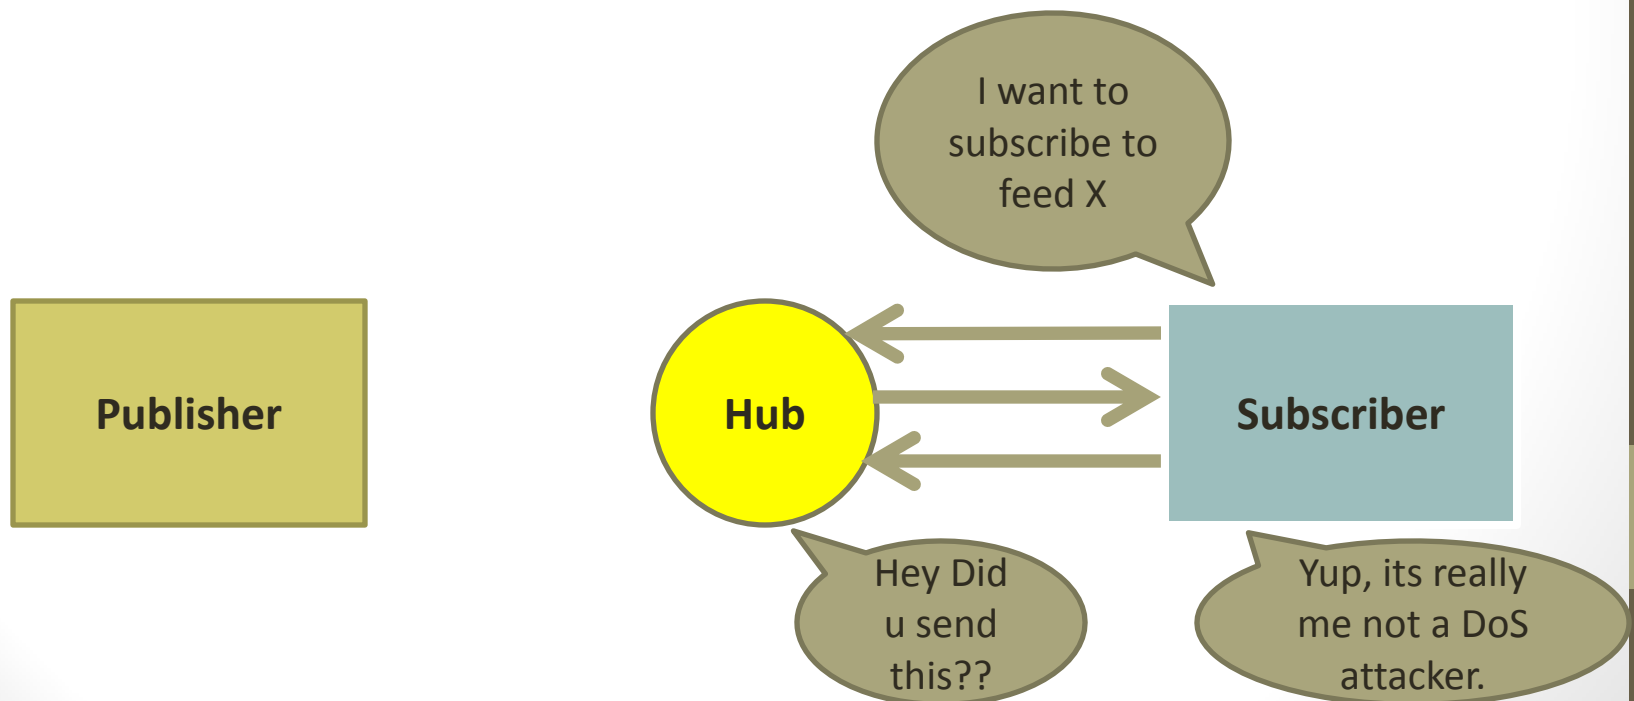 I want to
subscribe to
feed X
Publisher
Hub
Subscriber
Hey Did
u send
this??
Yup, its really
me not a DoS
attacker.